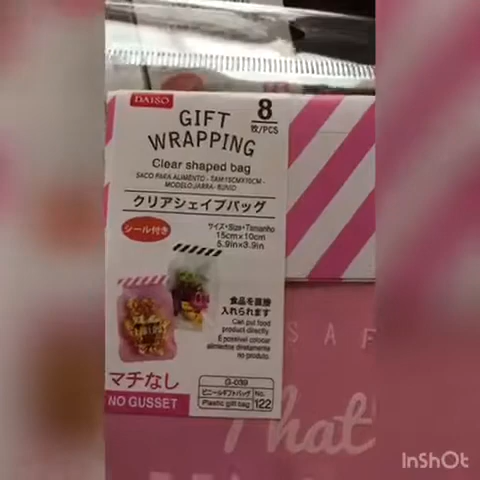 DAISO
GIFT
WRAPPING
8
枚/PCS
Clear shaped bag
SACO PARA ALIMENTO - TAM:15CMX10CM -
クリアシェイプバッグ
シール付き
サイズ・Size・Tamanho
15cm×10cm
5.9in×3.9in
食品を直接
入れられます
Can put food
product directly.
É possível colocar
alimentos diretamente
no produto.
マチなし
NO GUSSET
G-039
ビニールギフトバッグ
Plastic gift bag
No.
122
SAF
That'
InShOt